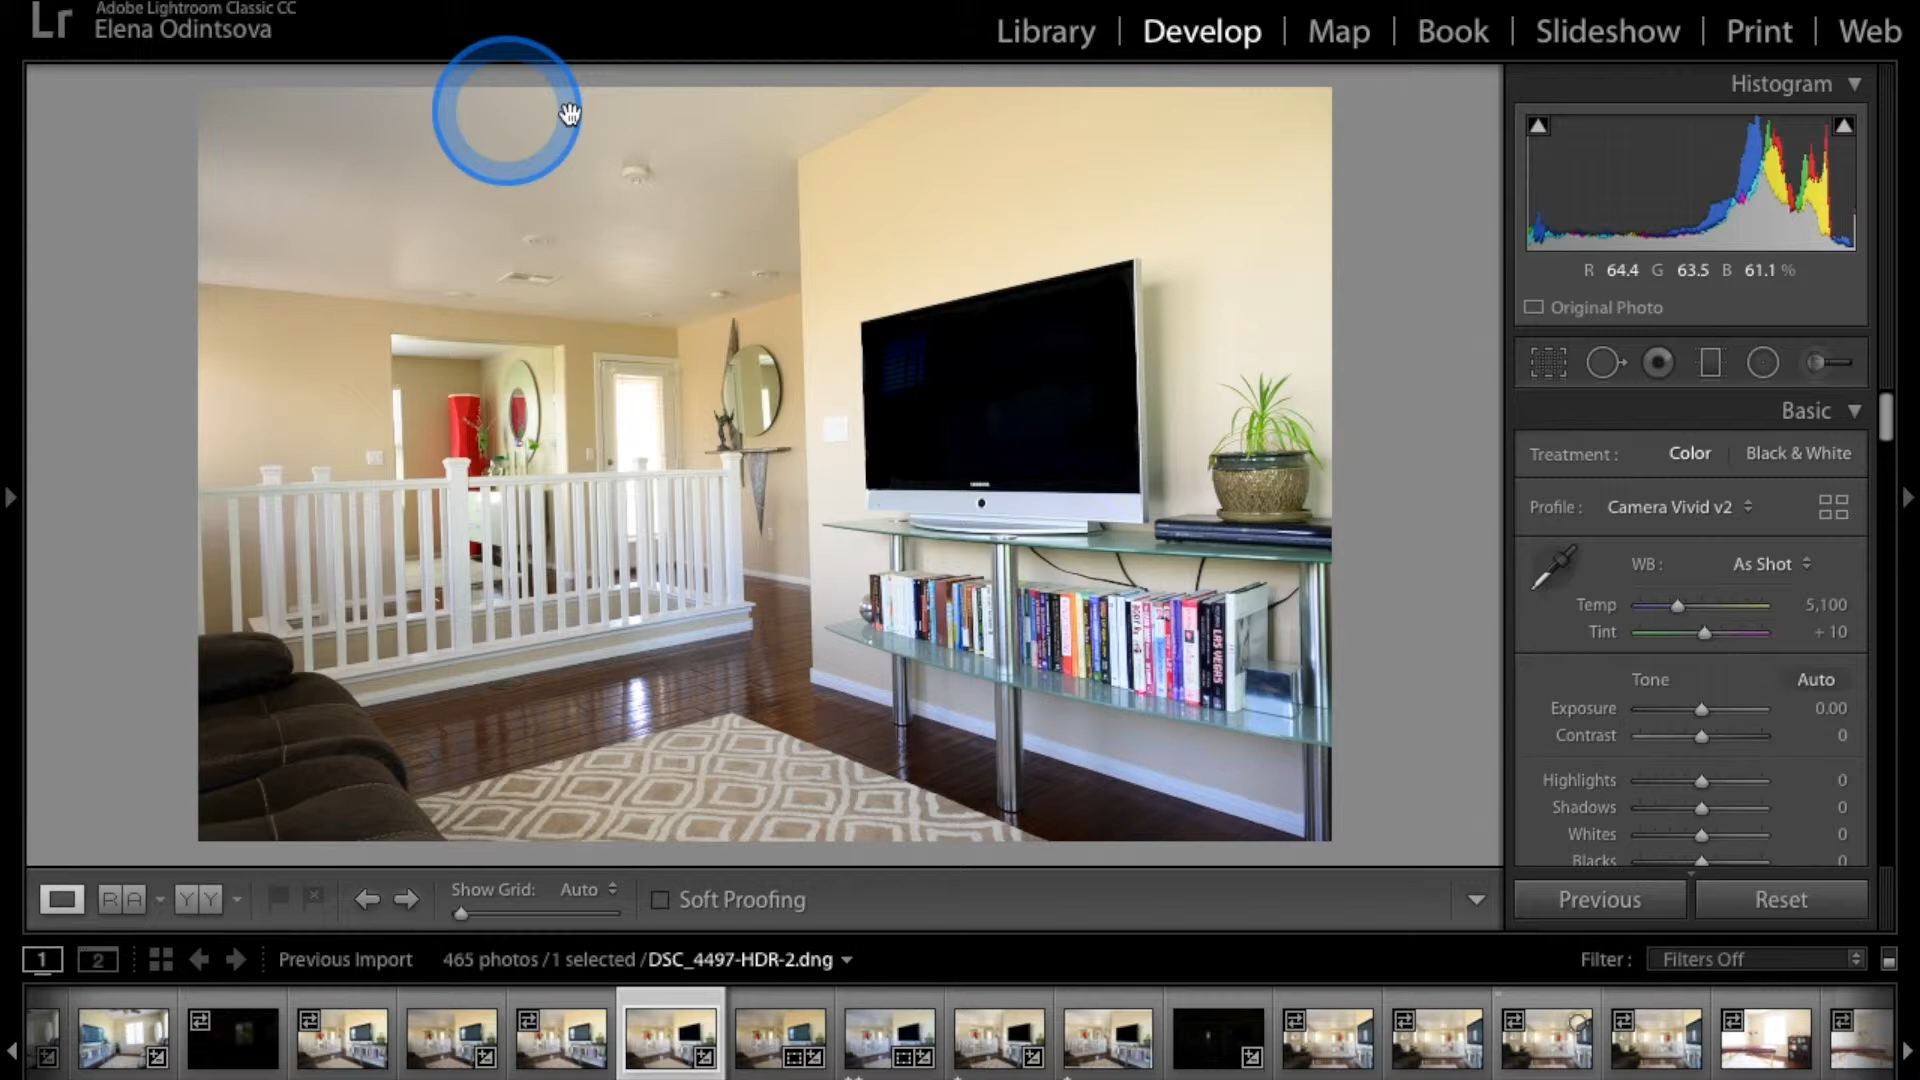 Lr
Adobe Lightroom Classic CC
Elena Odintsova
Library | Develop | Map | Book | Slideshow | Print | Web
Histogram
R 64.4 G 63.5 B 61.1 %
Original Photo
Basic
Treatment : Color Black & White
Profile : Camera Vivid v2
WB : As Shot
Temp 5,100
Tint + 10
Tone Auto
Exposure 0.00
Contrast 0
Highlights 0
Shadows 0
Whites 0
Blacks
LAS VEGAS
Previous Reset
RA YY Show Grid: Auto Soft Proofing
1 2 Previous Import 465 photos / 1 selected / DSC_4497-HDR-2.dng Filter : Filters Off